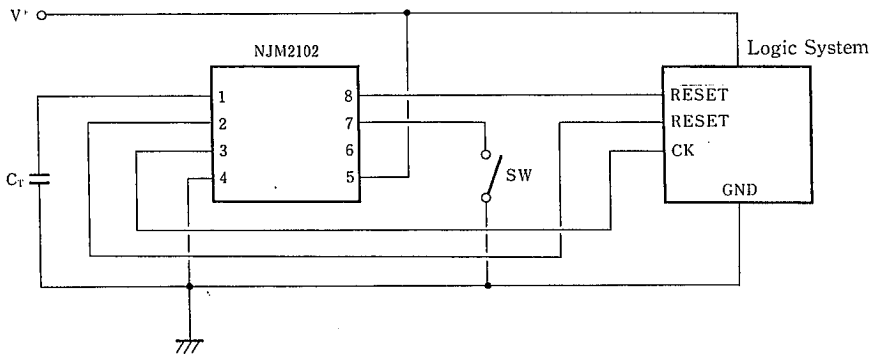 V+
NJM2102
Logic System
1 8 RESET
2 7 RESET
3 6 CK
4 5
CT
SW
GND